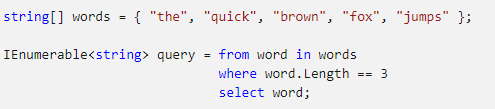 string[] words = { "the", "quick", "brown", "fox", "jumps" };
IEnumerable<string> query = from word in words
where word.Length == 3
select word;